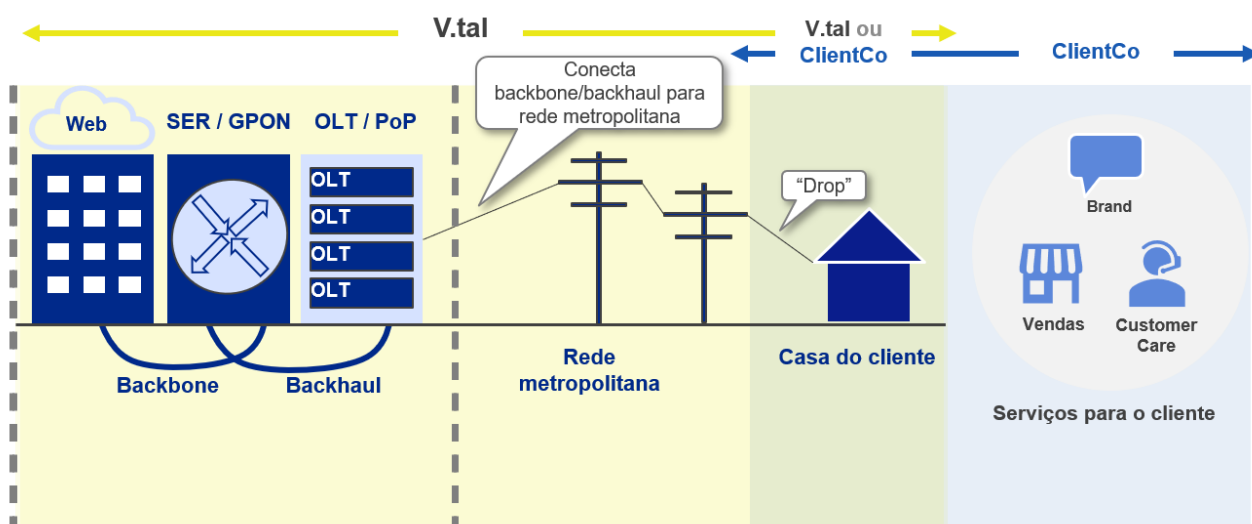 V.tal
V.tal ou
ClientCo
ClientCo
Conecta
backbone/backhaul para
rede metropolitana
Web
SER / GPON
OLT / PoP
OLT
OLT
OLT
OLT
“Drop”
Brand
Vendas
Customer
Care
Backbone
Backhaul
Rede
metropolitana
Casa do cliente
Serviços para o cliente